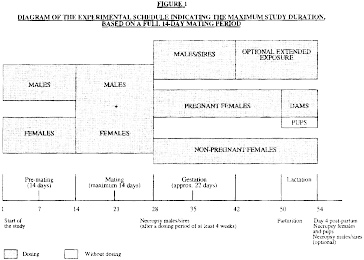 FIGURE 1
DIAGRAM OF THE EXPERIMENTAL SCHEDULE INDICATING THE MAXIMUM STUDY DURATION,
BASED ON A FULL 14-DAY MATING PERIOD
MALES/SIRES
OPTIONAL EXTENDED
EXPOSURE
MALES
MALES
+
FEMALES
FEMALES
PREGNANT FEMALES
DAMS
PUPS
NON-PREGNANT FEMALES
Pre-mating
(14 days)
Mating
(maximum 14 days)
Gestation
(approx. 22 days)
Lactation
1
7
14
21
28
35
42
50
54
Start of
the study
Necropsy males/sires
(after a dosing period of at least 4 weeks)
Parturition
Day 4 post-partum
Necropsy females
and pups
Necropsy males/sires
(optional)
Dosing
Without dosing